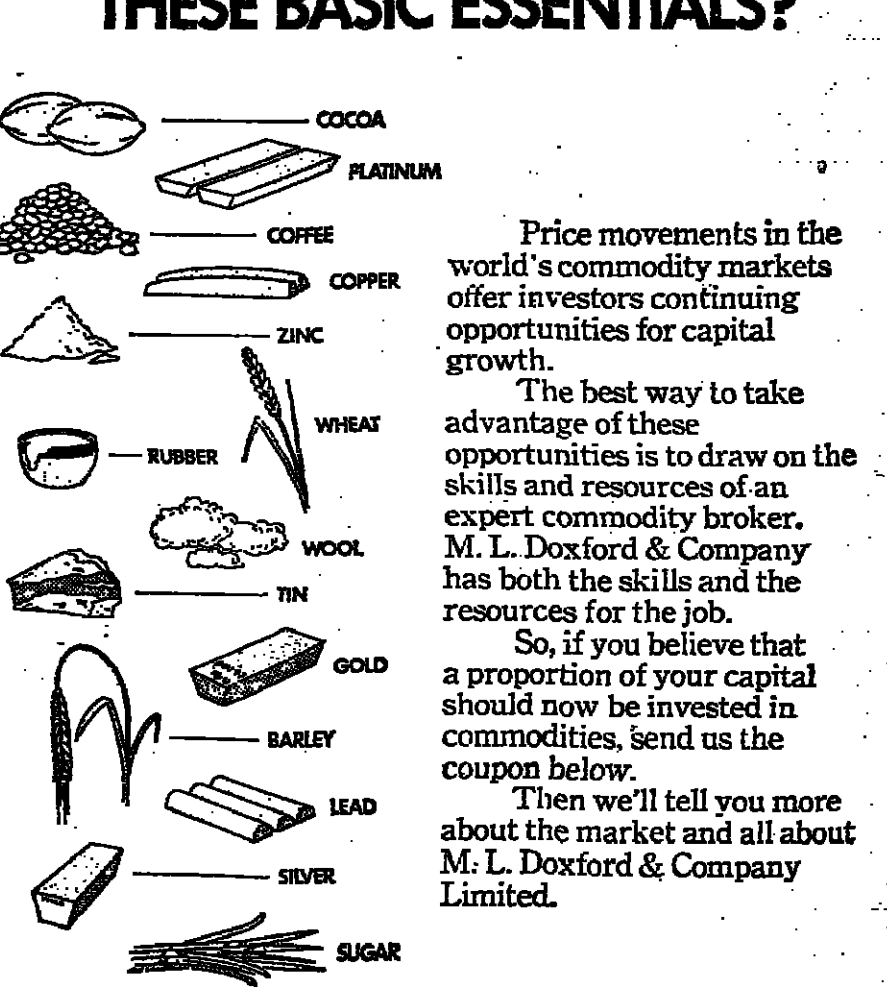 THESE BASIC ESSENTIALS?
COCOA
PLATINUM
COFFEE
COPPER
ZINC
WHEAT
RUBBER
WOOL
TIN
GOLD
BARLEY
LEAD
SILVER
SUGAR
Price movements in the
world's commodity markets
offer investors continuing
opportunities for capital
growth.
The best way to take
advantage of these
opportunities is to draw on the
skills and resources of an
expert commodity broker.
M. L. Doxford & Company
has both the skills and the
resources for the job.
So, if you believe that
a proportion of your capital
should now be invested in
commodities, send us the
coupon below.
Then we'll tell you more
about the market and all about
M. L. Doxford & Company
Limited.